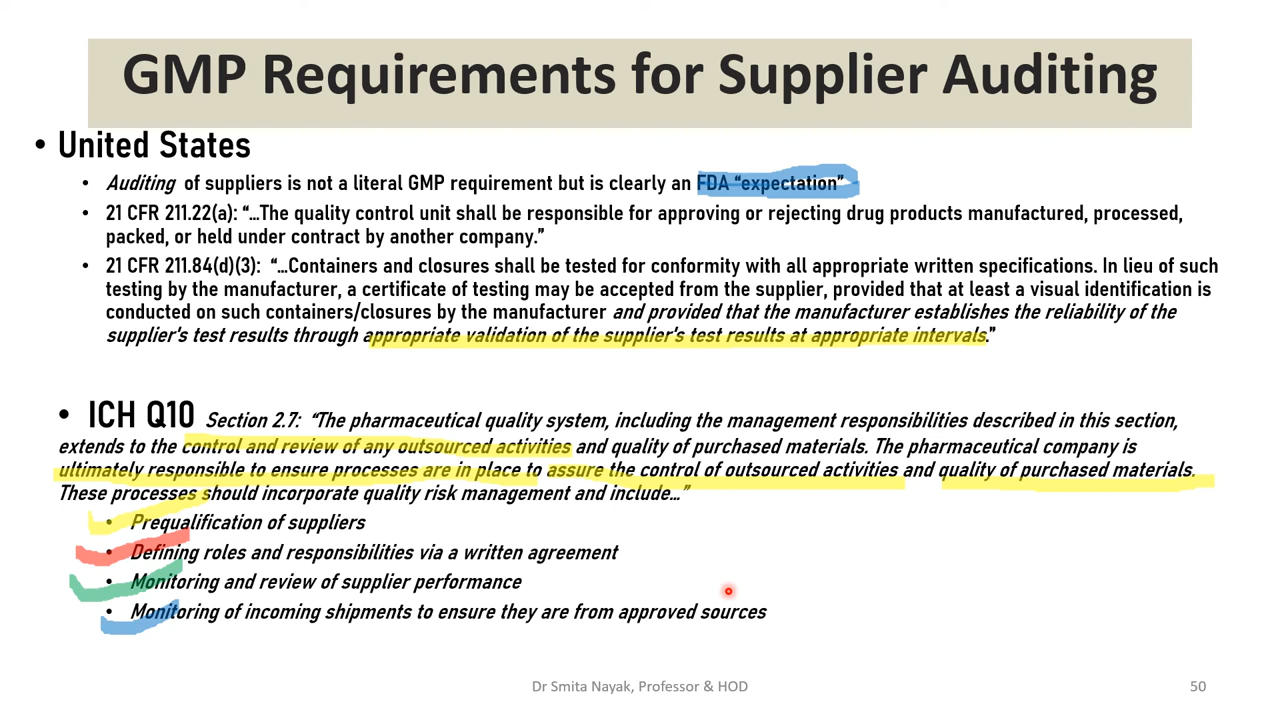 GMP Requirements for Supplier Auditing
• United States
• Auditing of suppliers is not a literal GMP requirement but is clearly an FDA “expectation”
• 21 CFR 211.22(a): “…The quality control unit shall be responsible for approving or rejecting drug products manufactured, processed,
packed, or held under contract by another company.”
• 21 CFR 211.84(d)(3): “…Containers and closures shall be tested for conformity with all appropriate written specifications. In lieu of such
testing by the manufacturer, a certificate of testing may be accepted from the supplier, provided that at least a visual identification is
conducted on such containers/closures by the manufacturer and provided that the manufacturer establishes the reliability of the
supplier's test results through appropriate validation of the supplier's test results at appropriate intervals.”
• ICH Q10 Section 2.7: “The pharmaceutical quality system, including the management responsibilities described in this section,
extends to the control and review of any outsourced activities and quality of purchased materials. The pharmaceutical company is
ultimately responsible to ensure processes are in place to assure the control of outsourced activities and quality of purchased materials.
These processes should incorporate quality risk management and include…”
• Prequalification of suppliers
• Defining roles and responsibilities via a written agreement
• Monitoring and review of supplier performance
• Monitoring of incoming shipments to ensure they are from approved sources
Dr Smita Nayak, Professor & HOD
50